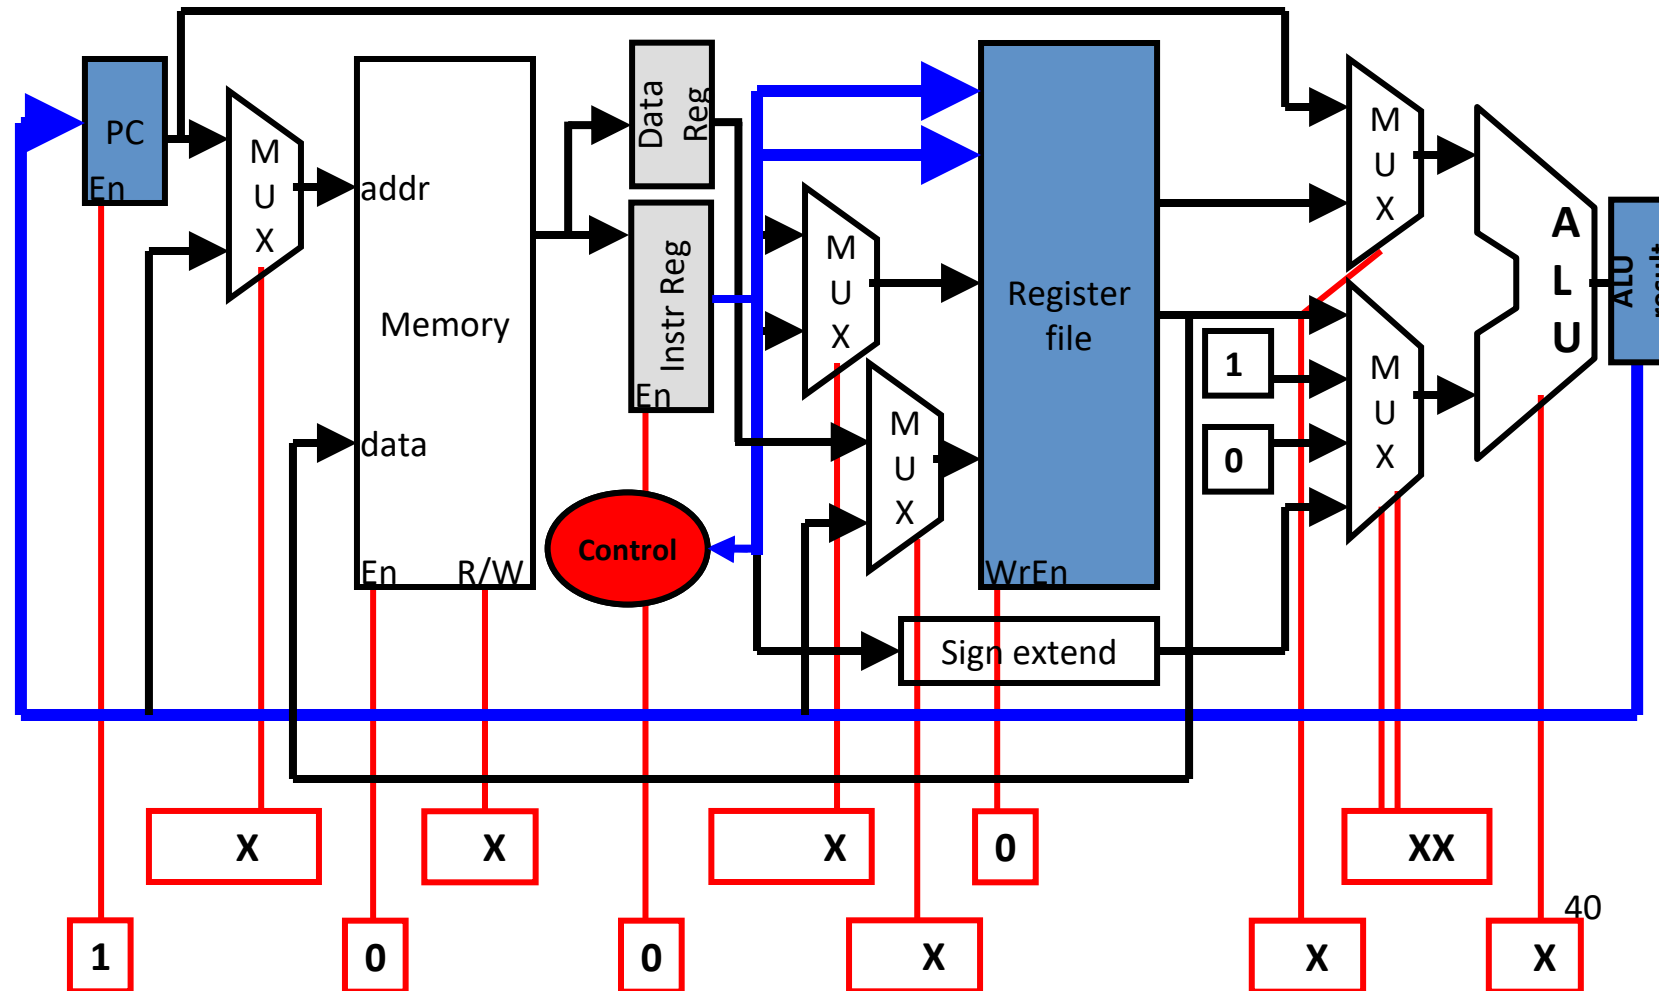 PC
En
M
U
X
addr
Memory
data
En R/W
Data
Reg
Instr Reg
En
Control
M
U
X
M
U
X
Register
file
WrEn
Sign extend
M
U
X
1
0
M
U
X
A
L
U
ALU
result
X
X
X
0
XX
40
1
0
0
X
X
X